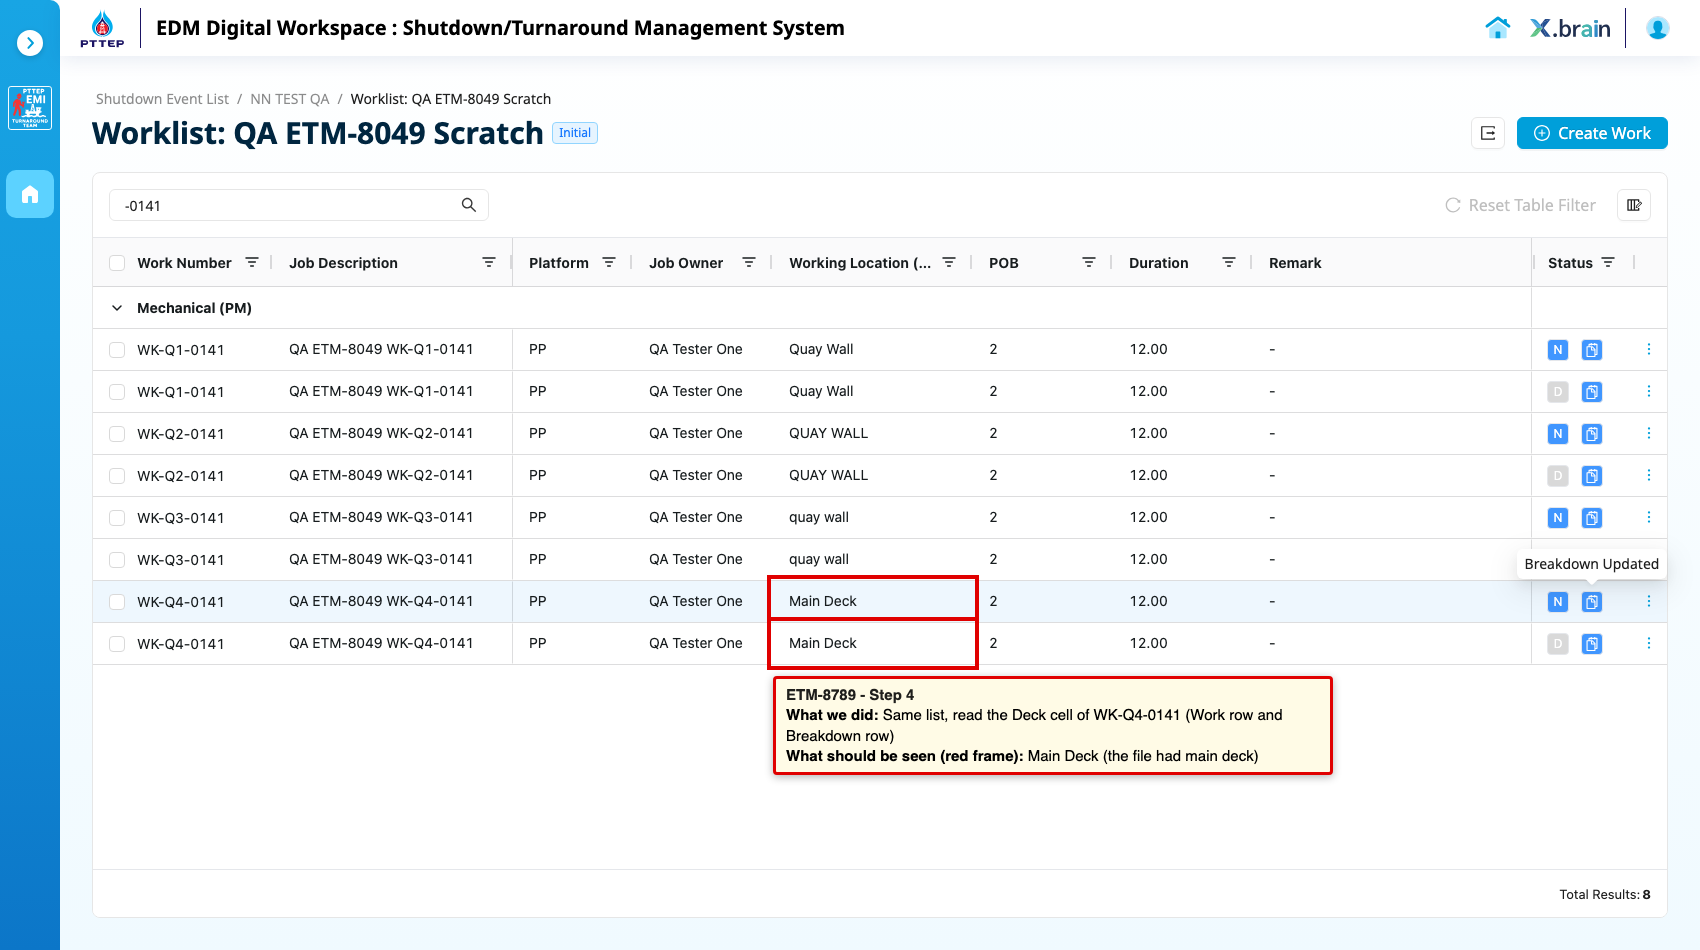 PTTEP
EDM Digital Workspace : Shutdown/Turnaround Management System
X.brain
PTTEP
EMI
TURNAROUND
TEAM
Shutdown Event List / NN TEST QA / Worklist: QA ETM-8049 Scratch
Worklist: QA ETM-8049 Scratch Initial
Create Work
-0141
Reset Table Filter
Work Number Job Description Platform Job Owner Working Location (... POB Duration Remark Status
Mechanical (PM)
WK-Q1-0141 QA ETM-8049 WK-Q1-0141 PP QA Tester One Quay Wall 2 12.00 - N
WK-Q1-0141 QA ETM-8049 WK-Q1-0141 PP QA Tester One Quay Wall 2 12.00 - D
WK-Q2-0141 QA ETM-8049 WK-Q2-0141 PP QA Tester One QUAY WALL 2 12.00 - N
WK-Q2-0141 QA ETM-8049 WK-Q2-0141 PP QA Tester One QUAY WALL 2 12.00 - D
WK-Q3-0141 QA ETM-8049 WK-Q3-0141 PP QA Tester One quay wall 2 12.00 - N
WK-Q3-0141 QA ETM-8049 WK-Q3-0141 PP QA Tester One quay wall 2 12.00 -
Breakdown Updated
WK-Q4-0141 QA ETM-8049 WK-Q4-0141 PP QA Tester One Main Deck 2 12.00 - N
WK-Q4-0141 QA ETM-8049 WK-Q4-0141 PP QA Tester One Main Deck 2 12.00 - D
ETM-8789 - Step 4
What we did: Same list, read the Deck cell of WK-Q4-0141 (Work row and
Breakdown row)
What should be seen (red frame): Main Deck (the file had main deck)
Total Results: 8